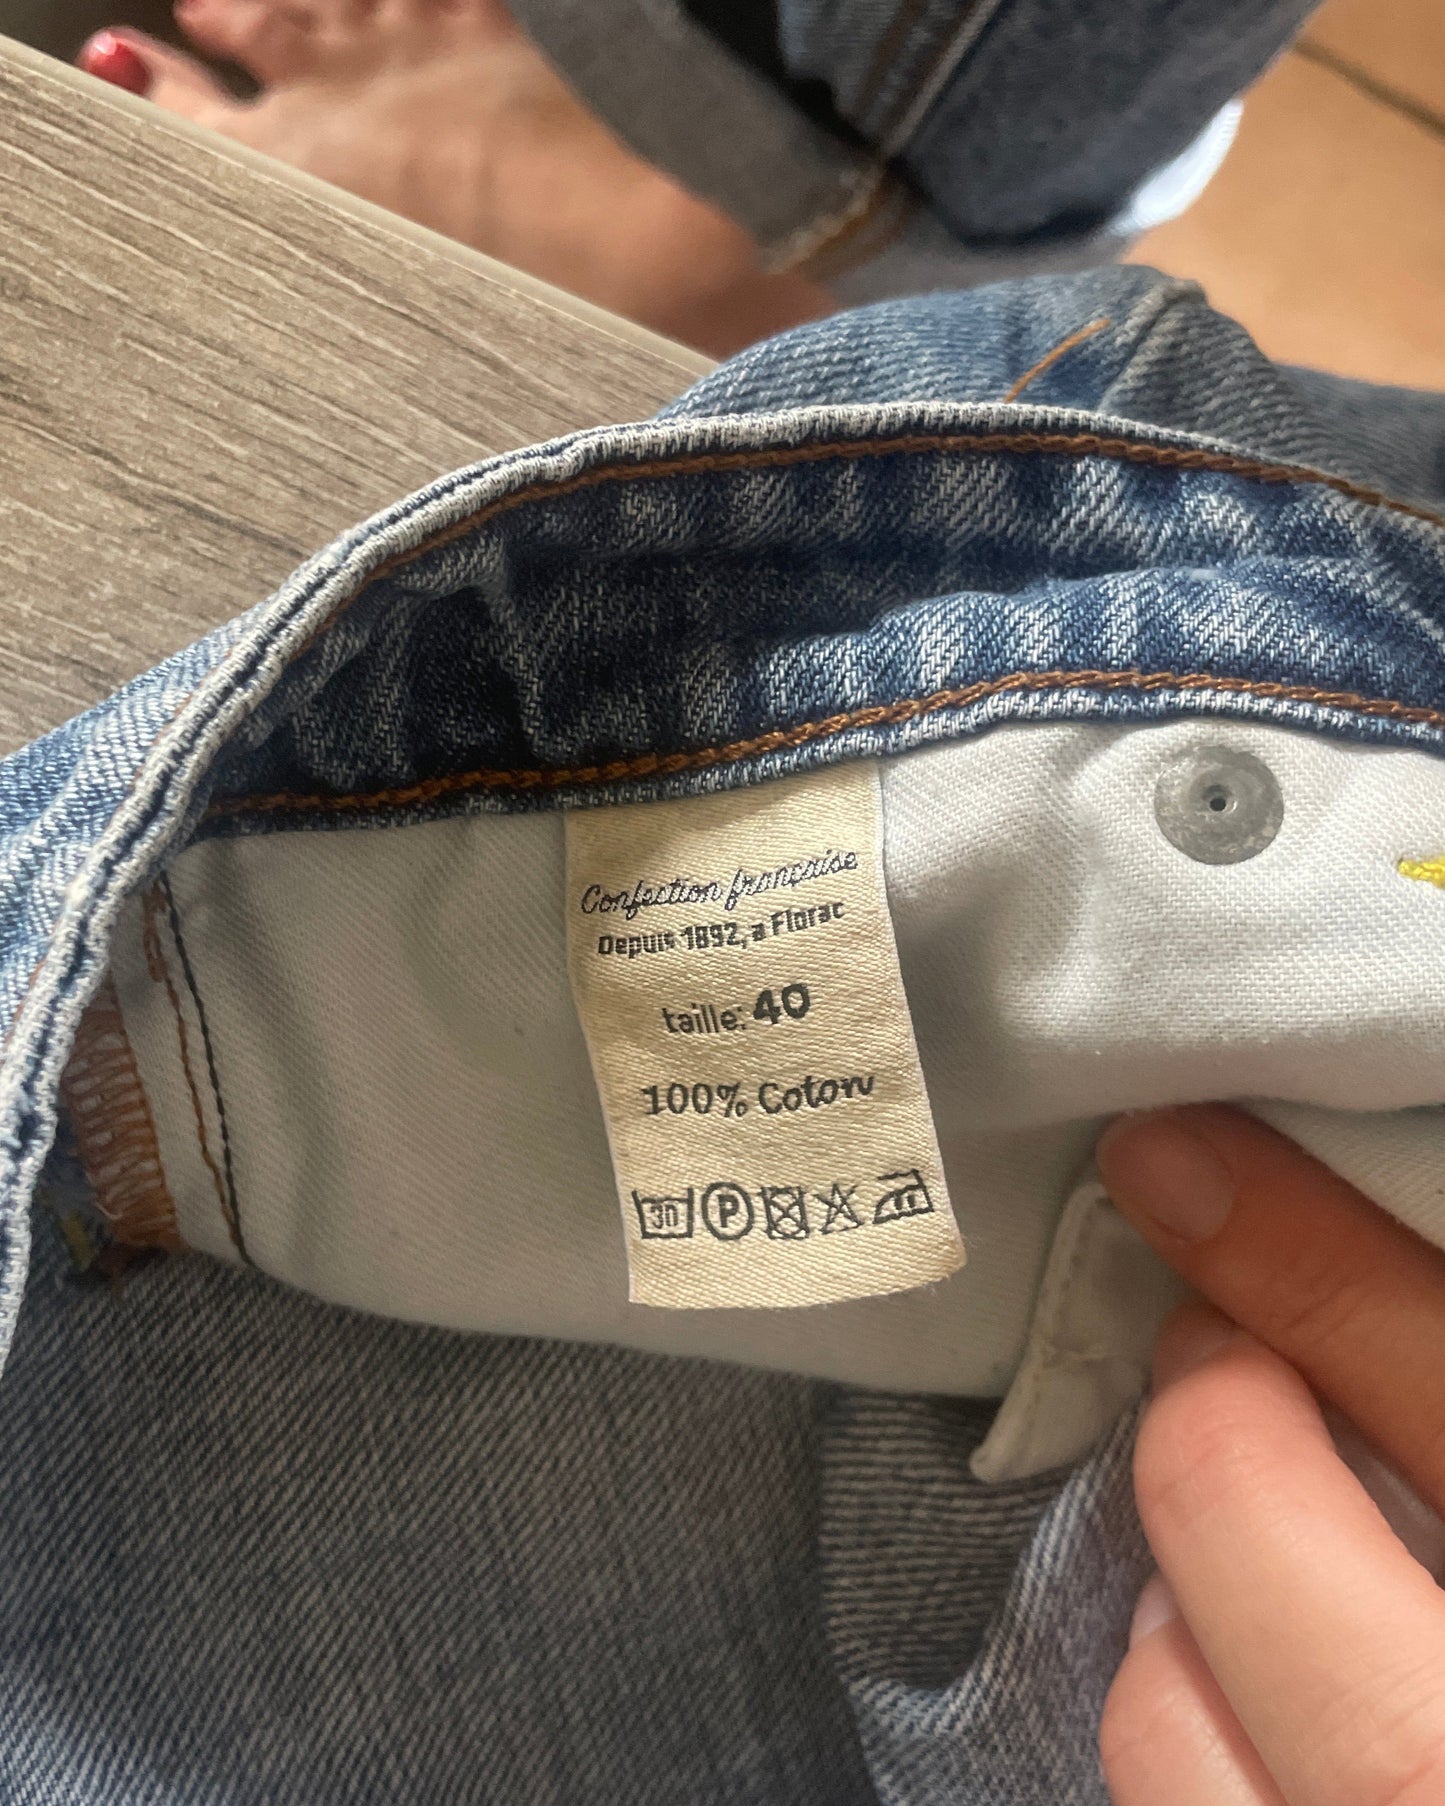 Confection française
Depuis 1892, a Florac
taille: 40
100% Coton
30 P